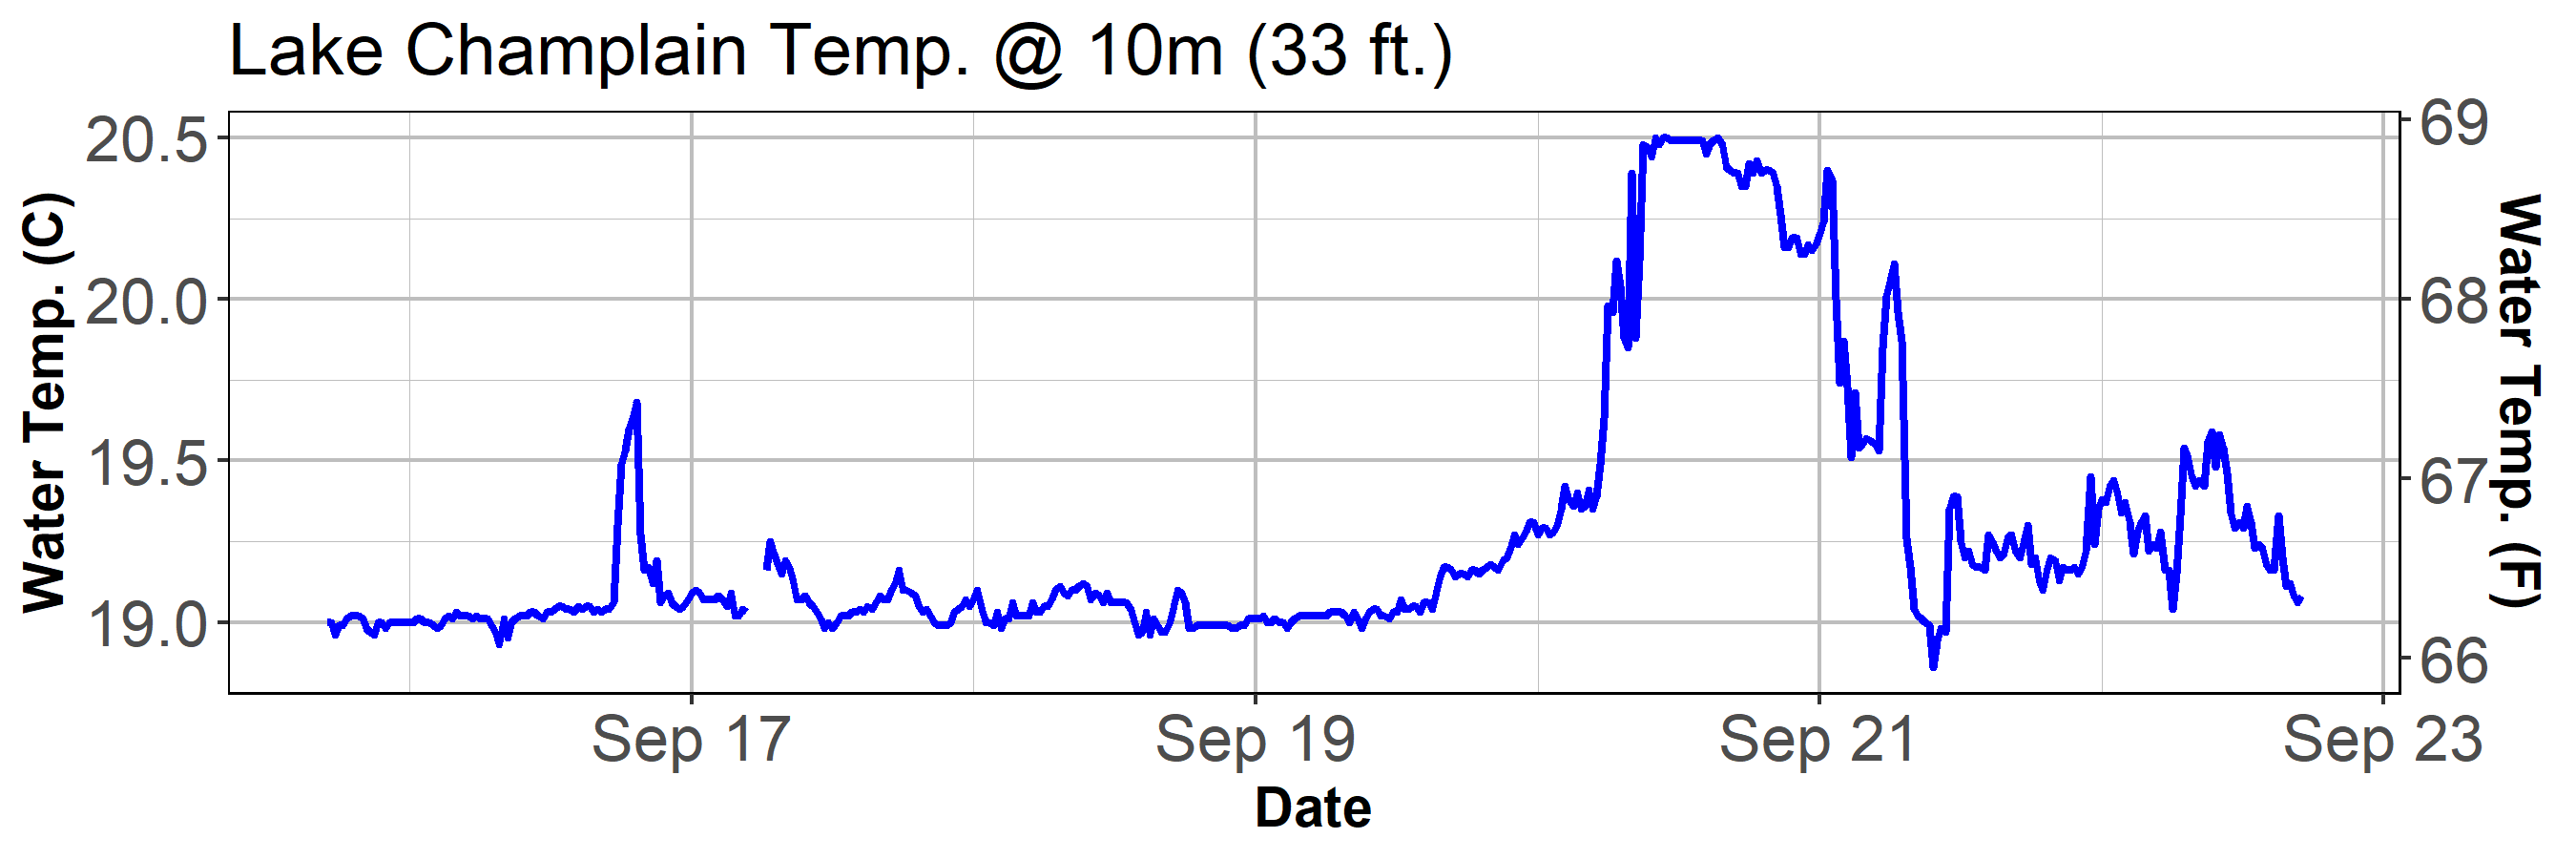 Lake Champlain Temp. @ 10m (33 ft.)
Water Temp. (C)
20.5
20.0
19.5
19.0
69
68
67
66
Water Temp. (F)
Sep 17
Sep 19
Sep 21
Sep 23
Date